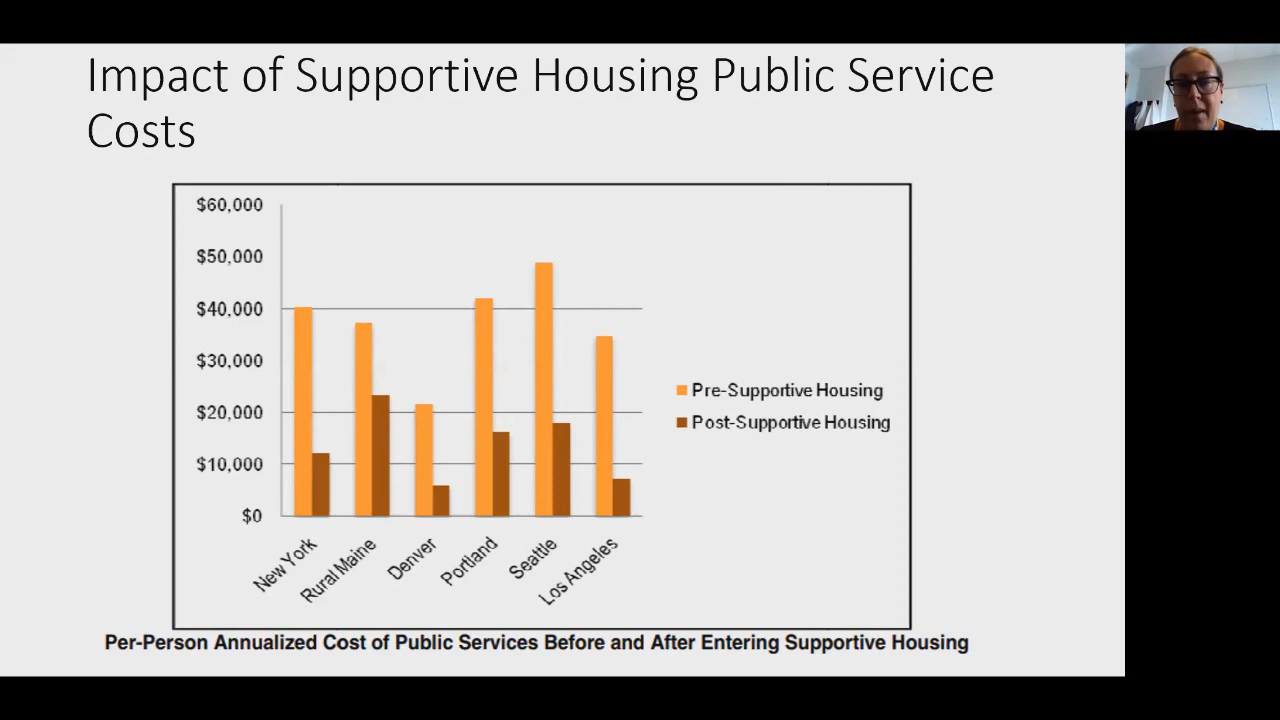 Impact of Supportive Housing Public Service
Costs
$60,000
$50,000
$40,000
$30,000
$20,000
$10,000
$0
New York
Rural Maine
Denver
Portland
Seattle
Los Angeles
Pre-Supportive Housing
Post-Supportive Housing
Per-Person Annualized Cost of Public Services Before and After Entering Supportive Housing